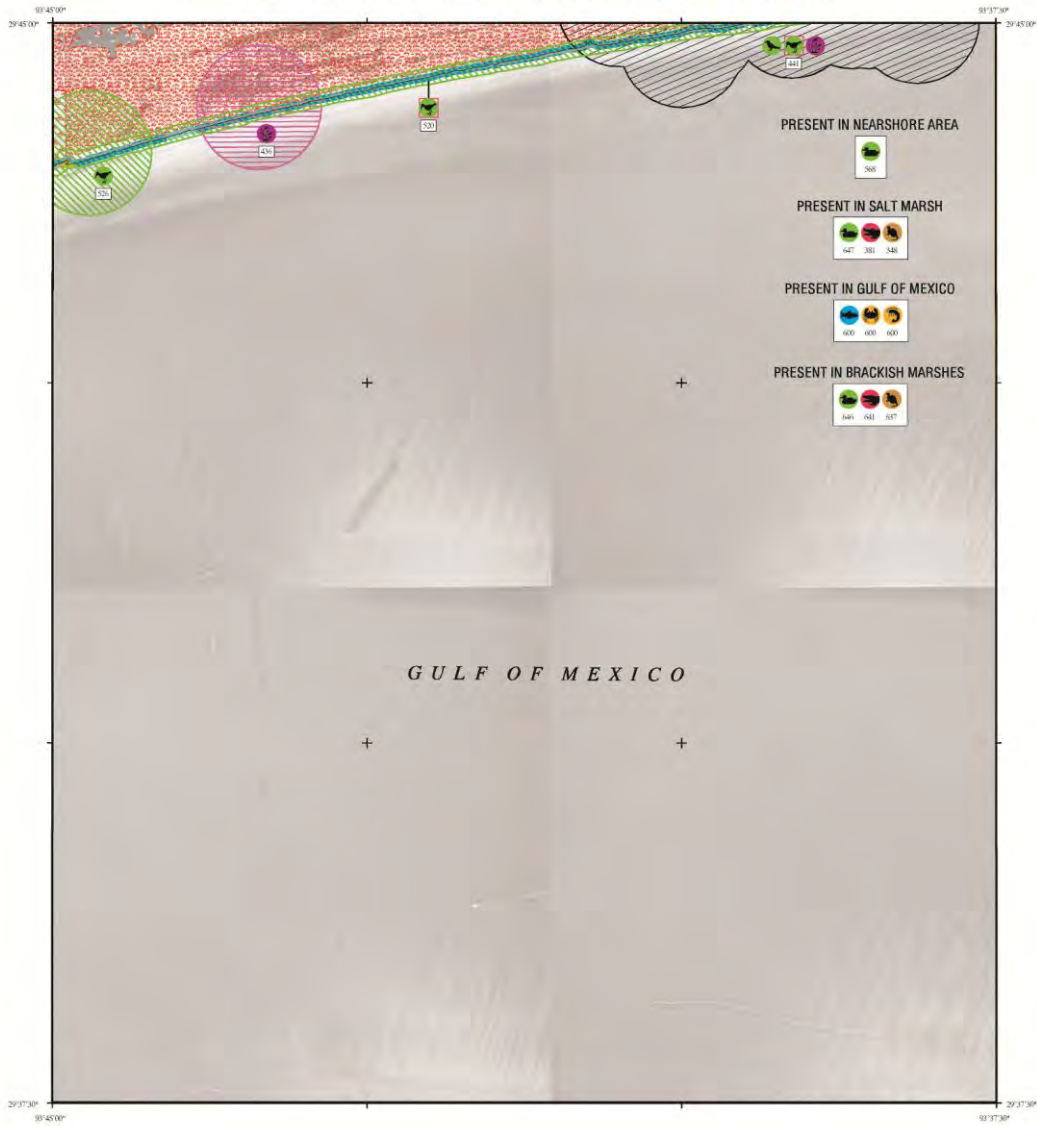 93°45'00" 93°37'30"
29°45'00" 29°45'00"
441
520
436
526
PRESENT IN NEARSHORE AREA
568
PRESENT IN SALT MARSH
647 381 348
PRESENT IN GULF OF MEXICO
600 600 600
PRESENT IN BRACKISH MARSHES
646 641 637
GULF OF MEXICO
29°37'30" 29°37'30"
93°45'00" 93°37'30"